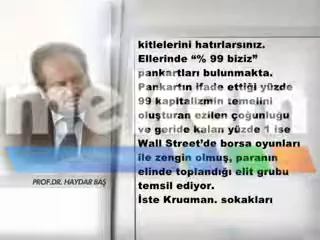 kitlelerini hatırlarsınız.
Ellerinde “% 99 biziz”
pankartları bulunmakta.
Pankartın ifade ettiği yüzde
99 kapitalizmin temelini
oluşturan ezilen çoğunluğu
ve geride kalan yüzde 1 ise
Wall Street’de borsa oyunları
ile zengin olmuş, paranın
elinde toplandığı elit grubu
temsil ediyor.
İşte Krugman, sokakları
PROF.DR. HAYDAR BAŞ